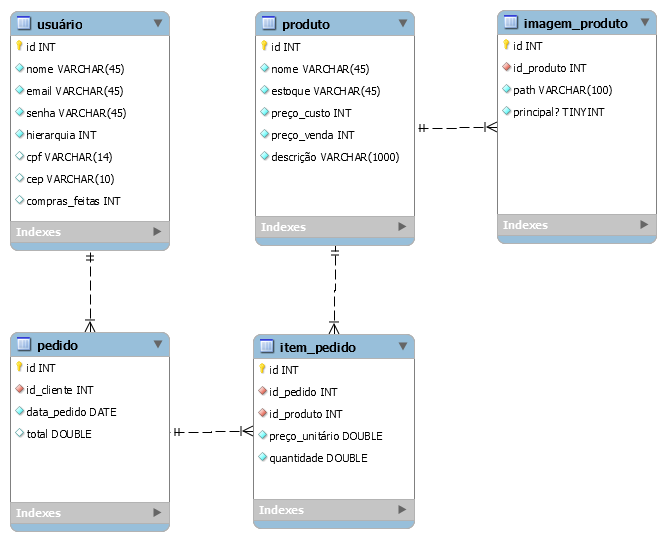 usuário
id INT
nome VARCHAR(45)
email VARCHAR(45)
senha VARCHAR(45)
hierarquia INT
cpf VARCHAR(14)
cep VARCHAR(10)
compras_feitas INT
Indexes
produto
id INT
nome VARCHAR(45)
estoque VARCHAR(45)
preço_custo INT
preço_venda INT
descrição VARCHAR(1000)
Indexes
imagem_produto
id INT
id_produto INT
path VARCHAR(100)
principal? TINYINT
Indexes
pedido
id INT
id_cliente INT
data_pedido DATE
total DOUBLE
Indexes
item_pedido
id INT
id_pedido INT
id_produto INT
preço_unitário DOUBLE
quantidade DOUBLE
Indexes